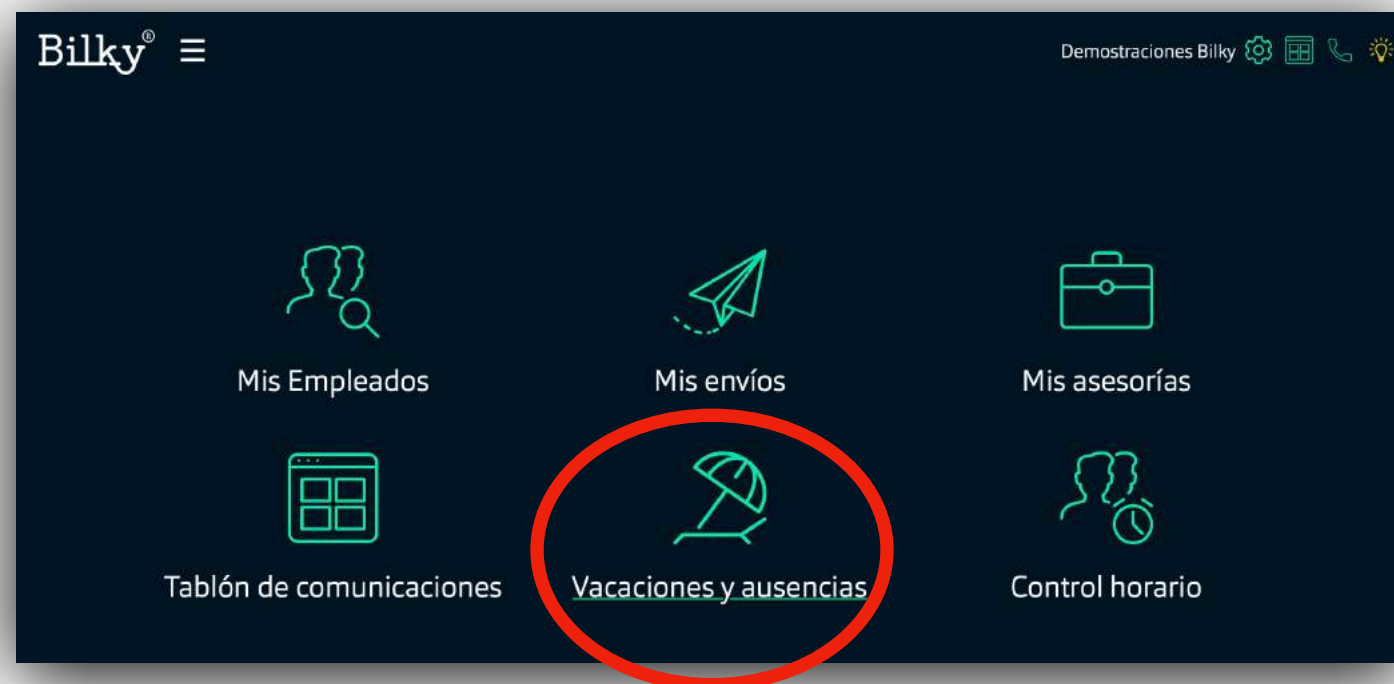 Bilky®
Demostraciones Bilky
Mis Empleados
Mis envíos
Mis asesorías
Tablón de comunicaciones
Vacaciones y ausencias
Control horario